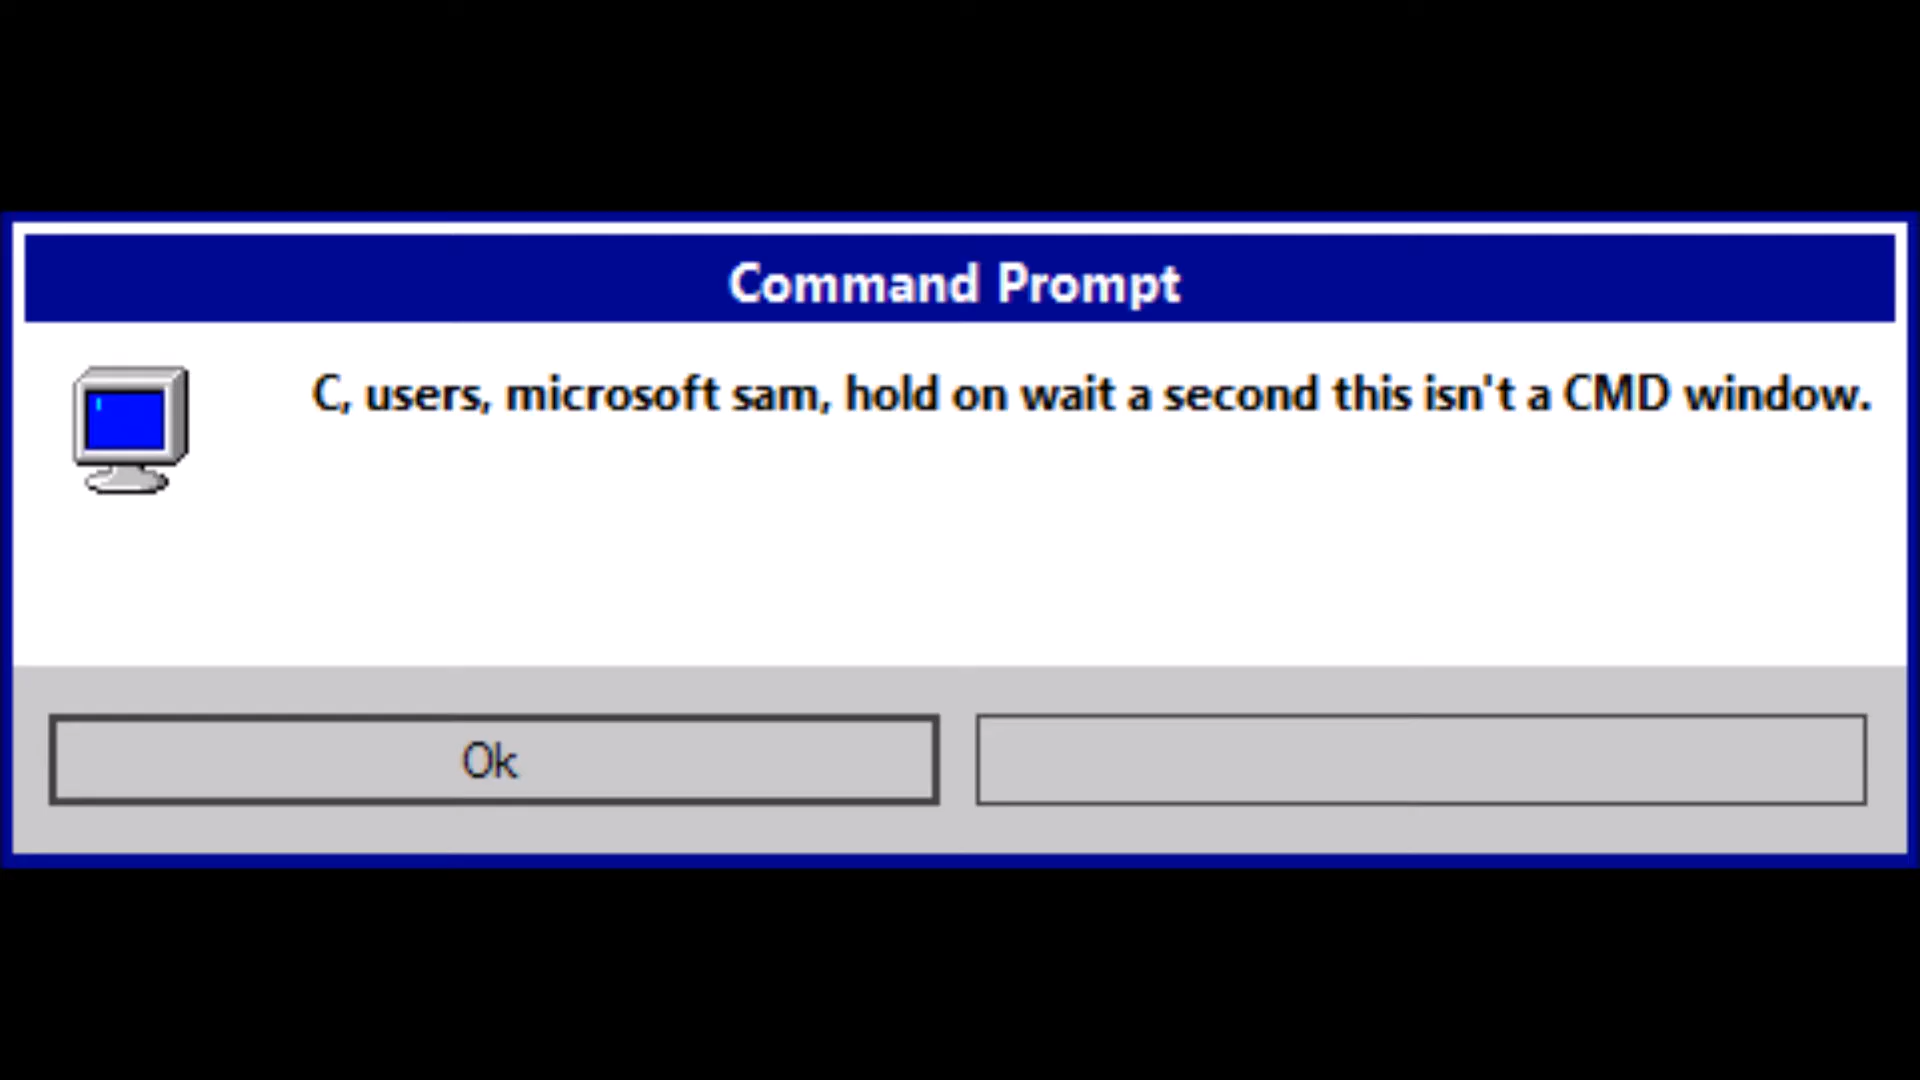 Command Prompt
C, users, microsoft sam, hold on wait a second this isn't a CMD window.
Ok